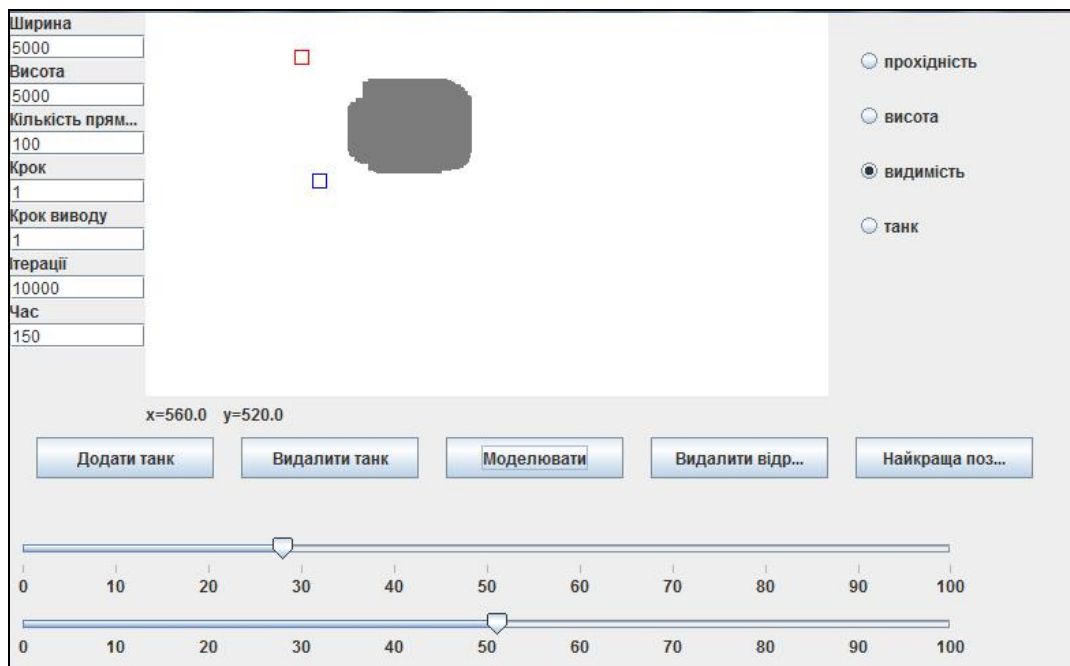 Ширина
5000
Висота
5000
Кількість прям...
100
Крок
1
Крок виводу
1
Ітерації
10000
Час
150
прохідність
висота
видимість
танк
x=560.0 y=520.0
Додати танк Видалити танк Моделювати Видалити відр... Найкраща поз...
0 10 20 30 40 50 60 70 80 90 100
0 10 20 30 40 50 60 70 80 90 100